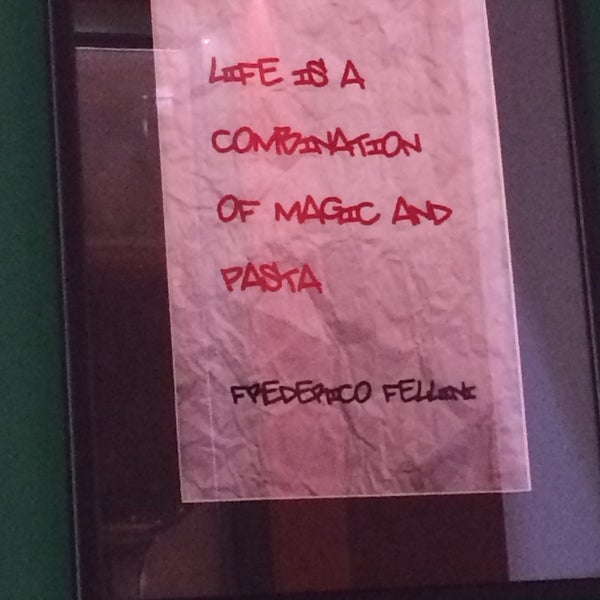 LIFE IS A
COMBINATION
OF MAGIC AND
PASTA
FREDERICO FELLINI